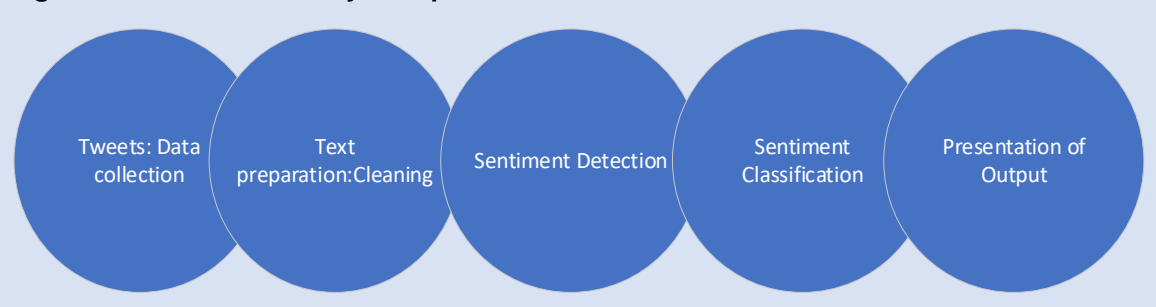 Tweets: Data
collection
Text
preparation:Cleaning
Sentiment Detection
Sentiment
Classification
Presentation of
Output